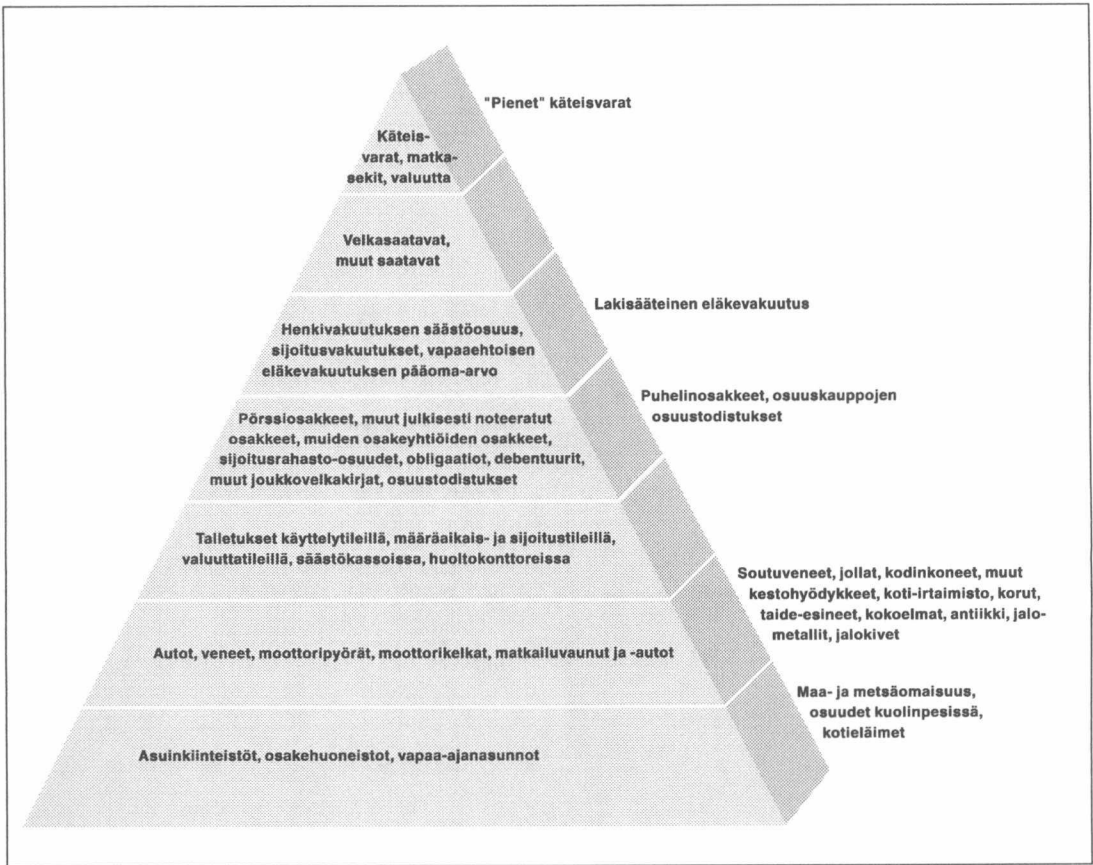 "Pienet" käteisvarat
Käteis-
varat, matka-
sekit, valuutta
Velkasaatavat,
muut saatavat
Lakisääteinen eläkevakuutus
Henkivakuutuksen säästöosuus,
sijoitusvakuutukset, vapaaehtoisen
eläkevakuutuksen pääoma-arvo
Puhelinosakkeet, osuuskauppojen
osuustodistukset
Pörssiosakkeet, muut julkisesti noteeratut
osakkeet, muiden osakeyhtiöiden osakkeet,
sijoitusrahasto-osuudet, obligaatiot, debentuurit,
muut joukkovelkakirjat, osuustodistukset
Talletukset käyttelytileillä, määräaikais- ja sijoitustileillä,
valuuttatileillä, säästökassoissa, huoltokonttoreissa
Soutuveneet, jollat, kodinkoneet, muut
kestohyödykkeet, koti-irtaimisto, korut,
taide-esineet, kokoelmat, antiikki, jalo-
metallit, jalokivet
Autot, veneet, moottoripyörät, moottorikelkat, matkailuvaunut ja -autot
Maa- ja metsäomaisuus,
osuudet kuolinpesissä,
kotieläimet
Asuinkiinteistöt, osakehuoneistot, vapaa-ajanasunnot